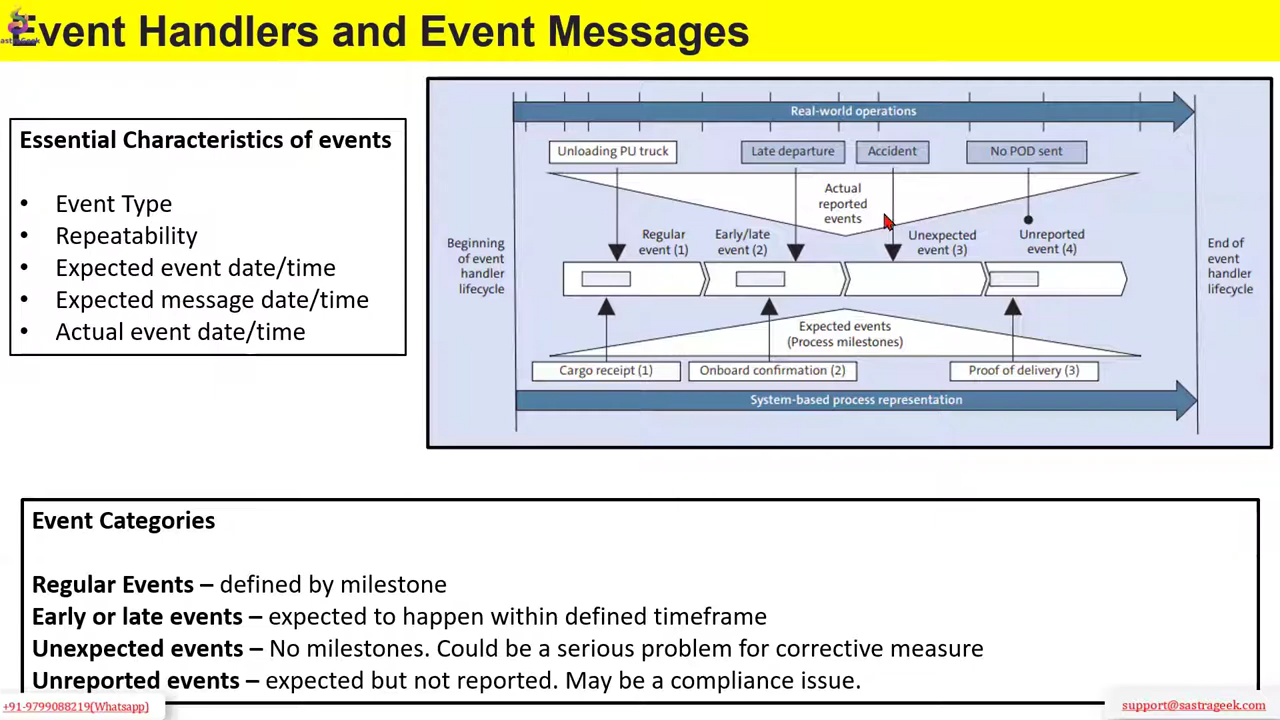 Event Handlers and Event Messages
Essential Characteristics of events
• Event Type
• Repeatability
• Expected event date/time
• Expected message date/time
• Actual event date/time
Real-world operations
Unloading PU truck
Late departure
Accident
No POD sent
Actual
reported
events
Regular
event (1)
Early/late
event (2)
Unexpected
event (3)
Unreported
event (4)
Beginning
of event
handler
lifecycle
End of
event
handler
lifecycle
Expected events
(Process milestones)
Cargo receipt (1)
Onboard confirmation (2)
Proof of delivery (3)
System-based process representation
Event Categories
Regular Events – defined by milestone
Early or late events – expected to happen within defined timeframe
Unexpected events – No milestones. Could be a serious problem for corrective measure
Unreported events – expected but not reported. May be a compliance issue.
+91-9799088219(Whatsapp)
support@sastrageek.com